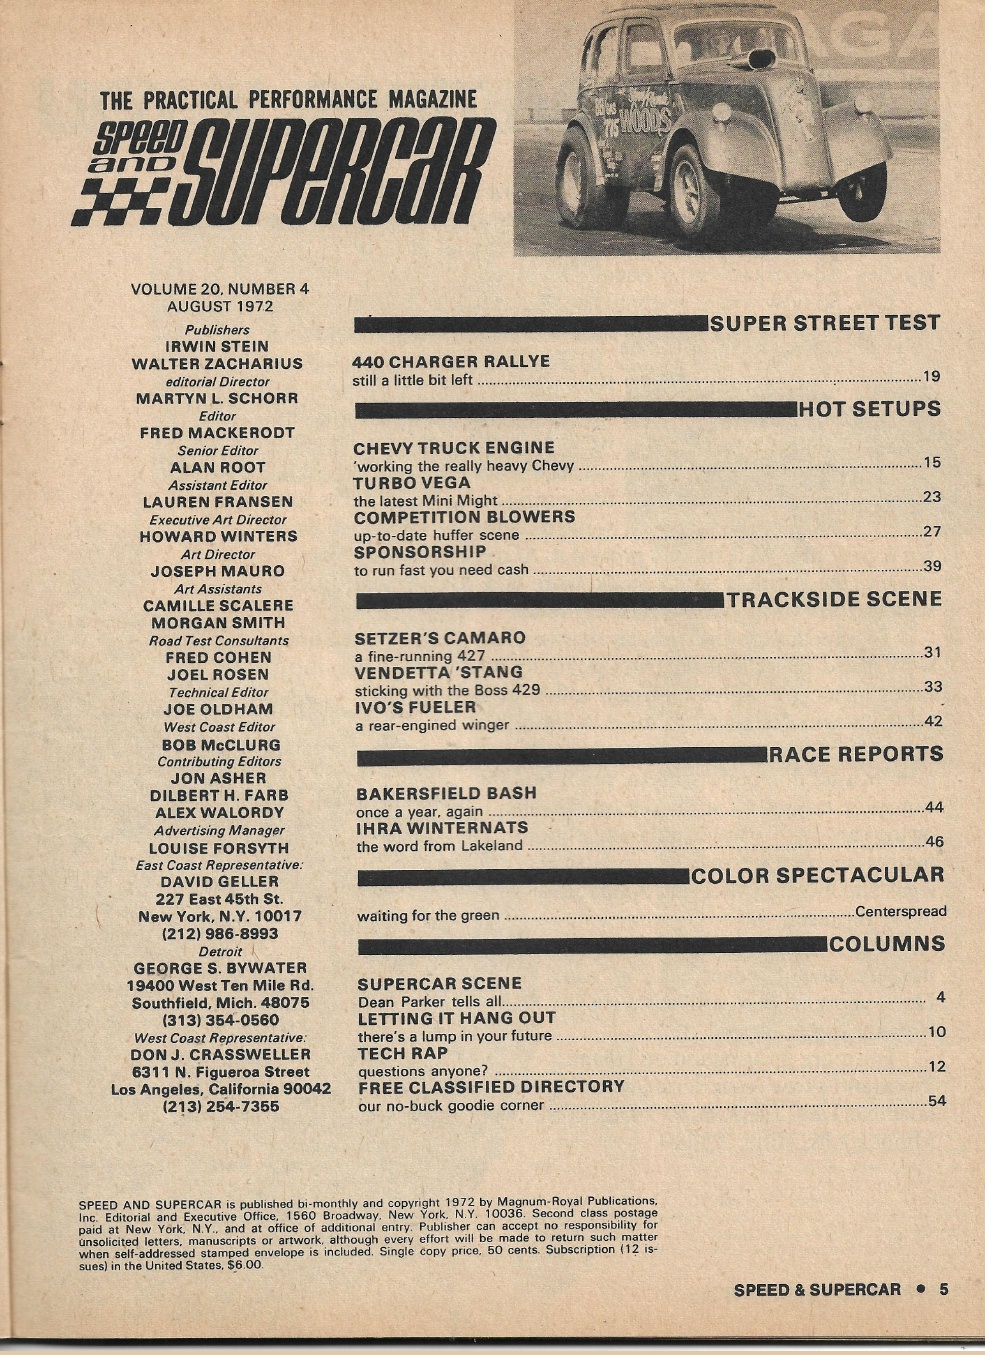 THE PRACTICAL PERFORMANCE MAGAZINE
SPEED
and
SUPERCAR
WOODS
VOLUME 20, NUMBER 4
AUGUST 1972
Publishers
IRWIN STEIN
WALTER ZACHARIUS
editorial Director
MARTYN L. SCHORR
Editor
FRED MACKERODT
Senior Editor
ALAN ROOT
Assistant Editor
LAUREN FRANSEN
Executive Art Director
HOWARD WINTERS
Art Director
JOSEPH MAURO
Art Assistants
CAMILLE SCALERE
MORGAN SMITH
Road Test Consultants
FRED COHEN
JOEL ROSEN
Technical Editor
JOE OLDHAM
West Coast Editor
BOB McCLURG
Contributing Editors
JON ASHER
DILBERT H. FARB
ALEX WALORDY
Advertising Manager
LOUISE FORSYTH
East Coast Representative:
DAVID GELLER
227 East 45th St.
New York, N.Y. 10017
(212) 986-8993
Detroit
GEORGE S. BYWATER
19400 West Ten Mile Rd.
Southfield, Mich. 48075
(313) 354-0560
West Coast Representative:
DON J. CRASSWELLER
6311 N. Figueroa Street
Los Angeles, California 90042
(213) 254-7355
SUPER STREET TEST
440 CHARGER RALLYE
still a little bit left 19
HOT SETUPS
CHEVY TRUCK ENGINE
'working the really heavy Chevy 15
TURBO VEGA
the latest Mini Might 23
COMPETITION BLOWERS
up-to-date huffer scene 27
SPONSORSHIP
to run fast you need cash 39
TRACKSIDE SCENE
SETZER'S CAMARO
a fine-running 427 31
VENDETTA 'STANG
sticking with the Boss 429 33
IVO'S FUELER
a rear-engined winger 42
RACE REPORTS
BAKERSFIELD BASH
once a year, again 44
IHRA WINTERNATS
the word from Lakeland 46
COLOR SPECTACULAR
waiting for the green Centerspread
COLUMNS
SUPERCAR SCENE
Dean Parker tells all 4
LETTING IT HANG OUT
there's a lump in your future 10
TECH RAP
questions anyone? 12
FREE CLASSIFIED DIRECTORY
our no-buck goodie corner 54
SPEED AND SUPERCAR is published bi-monthly and copyright 1972 by Magnum-Royal Publications,
Inc. Editorial and Executive Office, 1560 Broadway, New York, N.Y. 10036. Second class postage
paid at New York, N.Y., and at office of additional entry. Publisher can accept no responsibility for
unsolicited letters, manuscripts or artwork, although every effort will be made to return such matter
when self-addressed stamped envelope is included. Single copy price, 50 cents. Subscription (12 is-
sues) in the United States, $6.00.
SPEED & SUPERCAR • 5